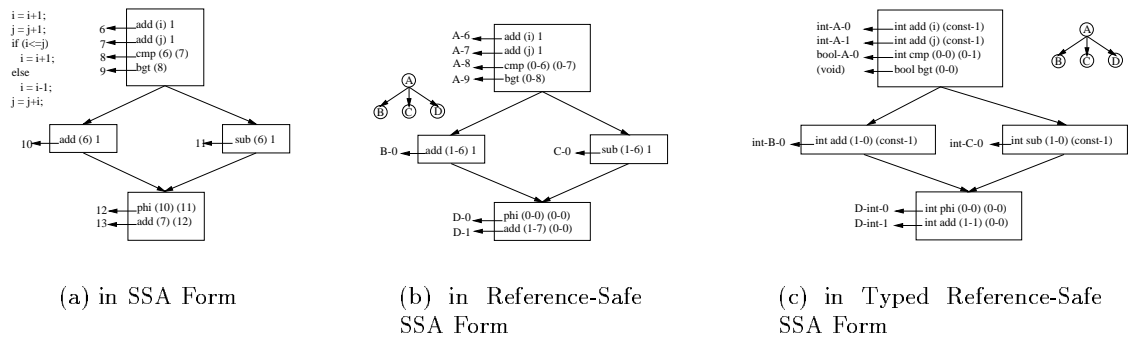 i = i+1;
j = j+1;
if (i<=j)
i = i+1;
else
i = i-1;
j = j+i;
6 add (i) 1
7 add (j) 1
8 cmp (6) (7)
9 bgt (8)
10 add (6) 1
11 sub (6) 1
12 phi (10) (11)
13 add (7) (12)
(a) in SSA Form
A-6 add (i) 1
A-7 add (j) 1
A-8 cmp (0-6) (0-7)
A-9 bgt (0-8)
A
B C D
B-0 add (1-6) 1
C-0 sub (1-6) 1
D-0 phi (0-0) (0-0)
D-1 add (1-7) (0-0)
(b) in Reference-Safe
SSA Form
int-A-0 int add (i) (const-1)
int-A-1 int add (j) (const-1)
bool-A-0 int cmp (0-0) (0-1)
(void) bool bgt (0-0)
A
B C D
int-B-0 int add (1-0) (const-1)
int-C-0 int sub (1-0) (const-1)
D-int-0 int phi (0-0) (0-0)
D-int-1 int add (1-1) (0-0)
(c) in Typed Reference-Safe
SSA Form